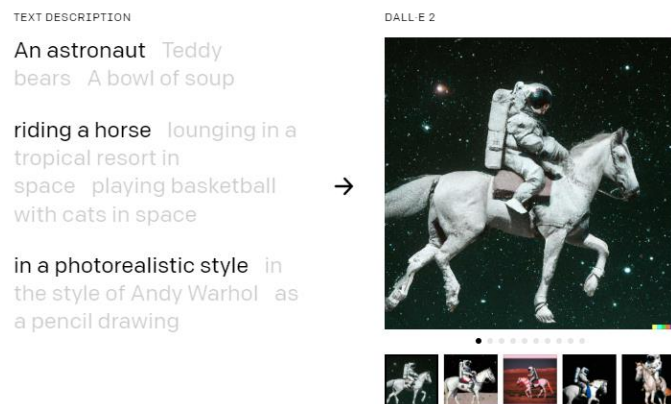 TEXT DESCRIPTION
An astronaut Teddy
bears A bowl of soup
riding a horse lounging in a
tropical resort in
space playing basketball
with cats in space
in a photorealistic style in
the style of Andy Warhol as
a pencil drawing
DALL·E 2